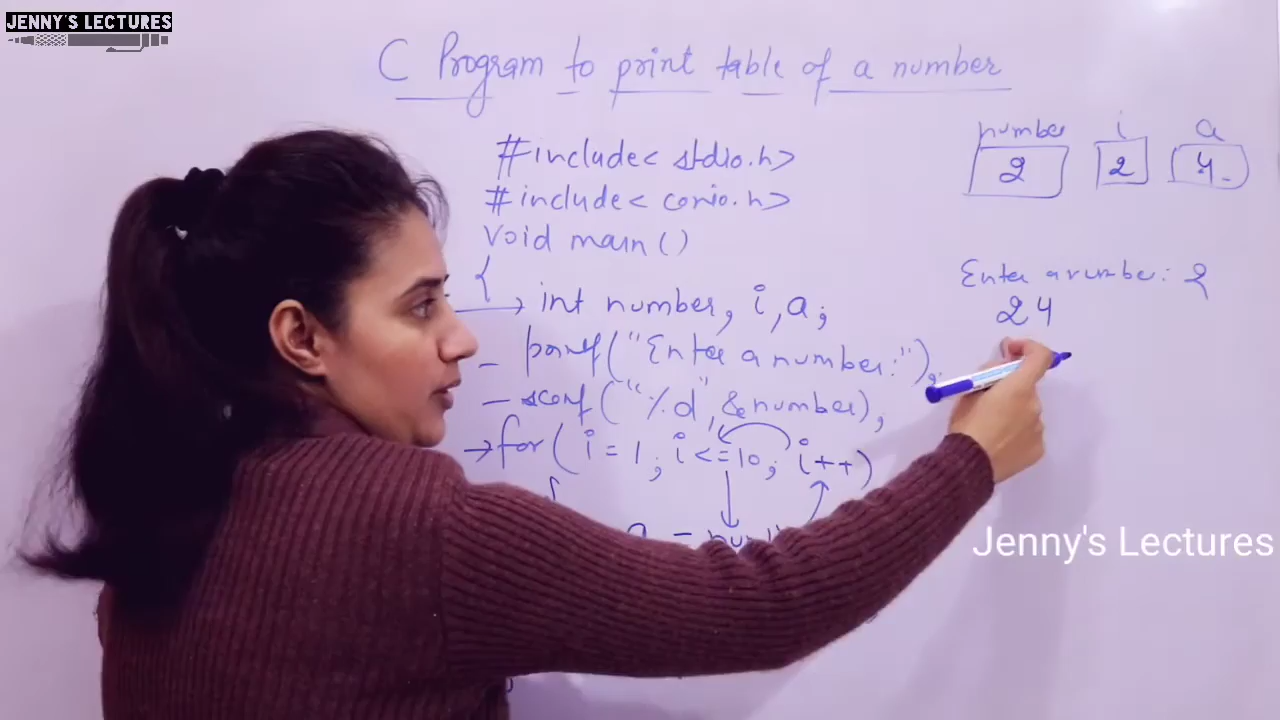 JENNY'S LECTURES
C Program to print table of a number
#include< stdio.h>
#include< conio.h>
void main ()
{
int number, i, a;
printf("Enter a number:");
scanf("%d", &number);
for( i = 1; i <= 10; i++)
{
a = num
number i a
2 2 4
Enter a number: 2
2 4
Jenny's Lectures